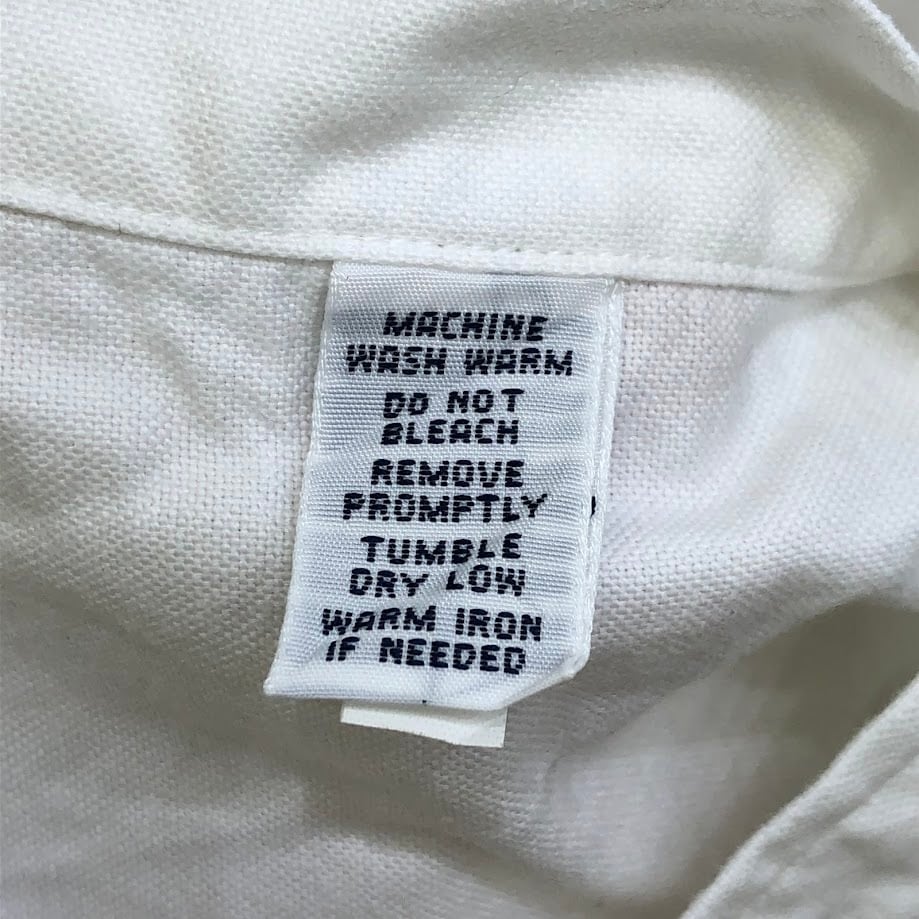 MACHINE
WASH WARM
DO NOT
BLEACH
REMOVE
PROMPTLY
TUMBLE
DRY LOW
WARM IRON
IF NEEDED